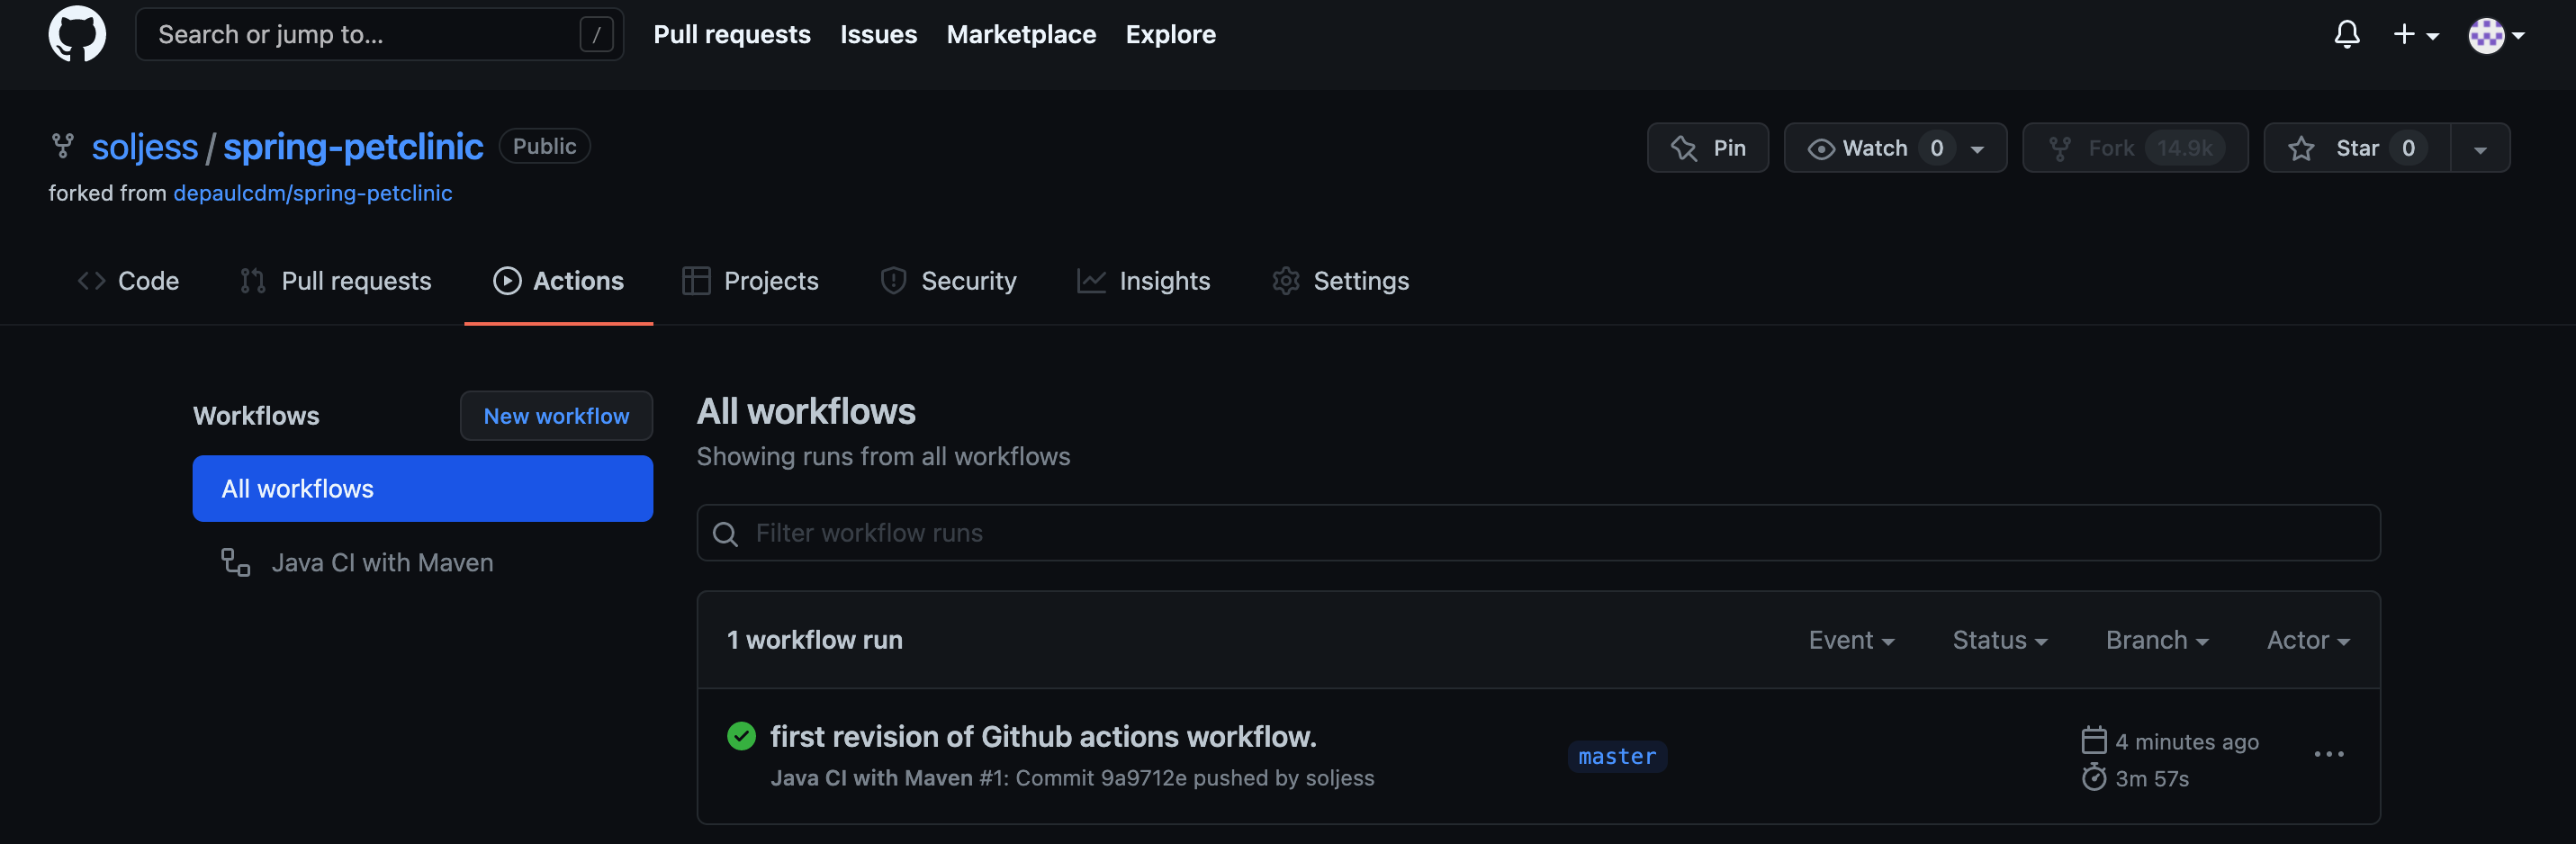 Search or jump to... / Pull requests Issues Marketplace Explore
soljess / spring-petclinic Public Pin Watch 0 Fork 14.9k Star 0
forked from depaulcdm/spring-petclinic
Code Pull requests Actions Projects Security Insights Settings
Workflows New workflow
All workflows
Java CI with Maven
All workflows
Showing runs from all workflows
Filter workflow runs
1 workflow run Event Status Branch Actor
first revision of Github actions workflow.
Java CI with Maven #1: Commit 9a9712e pushed by soljess
master
4 minutes ago
3m 57s